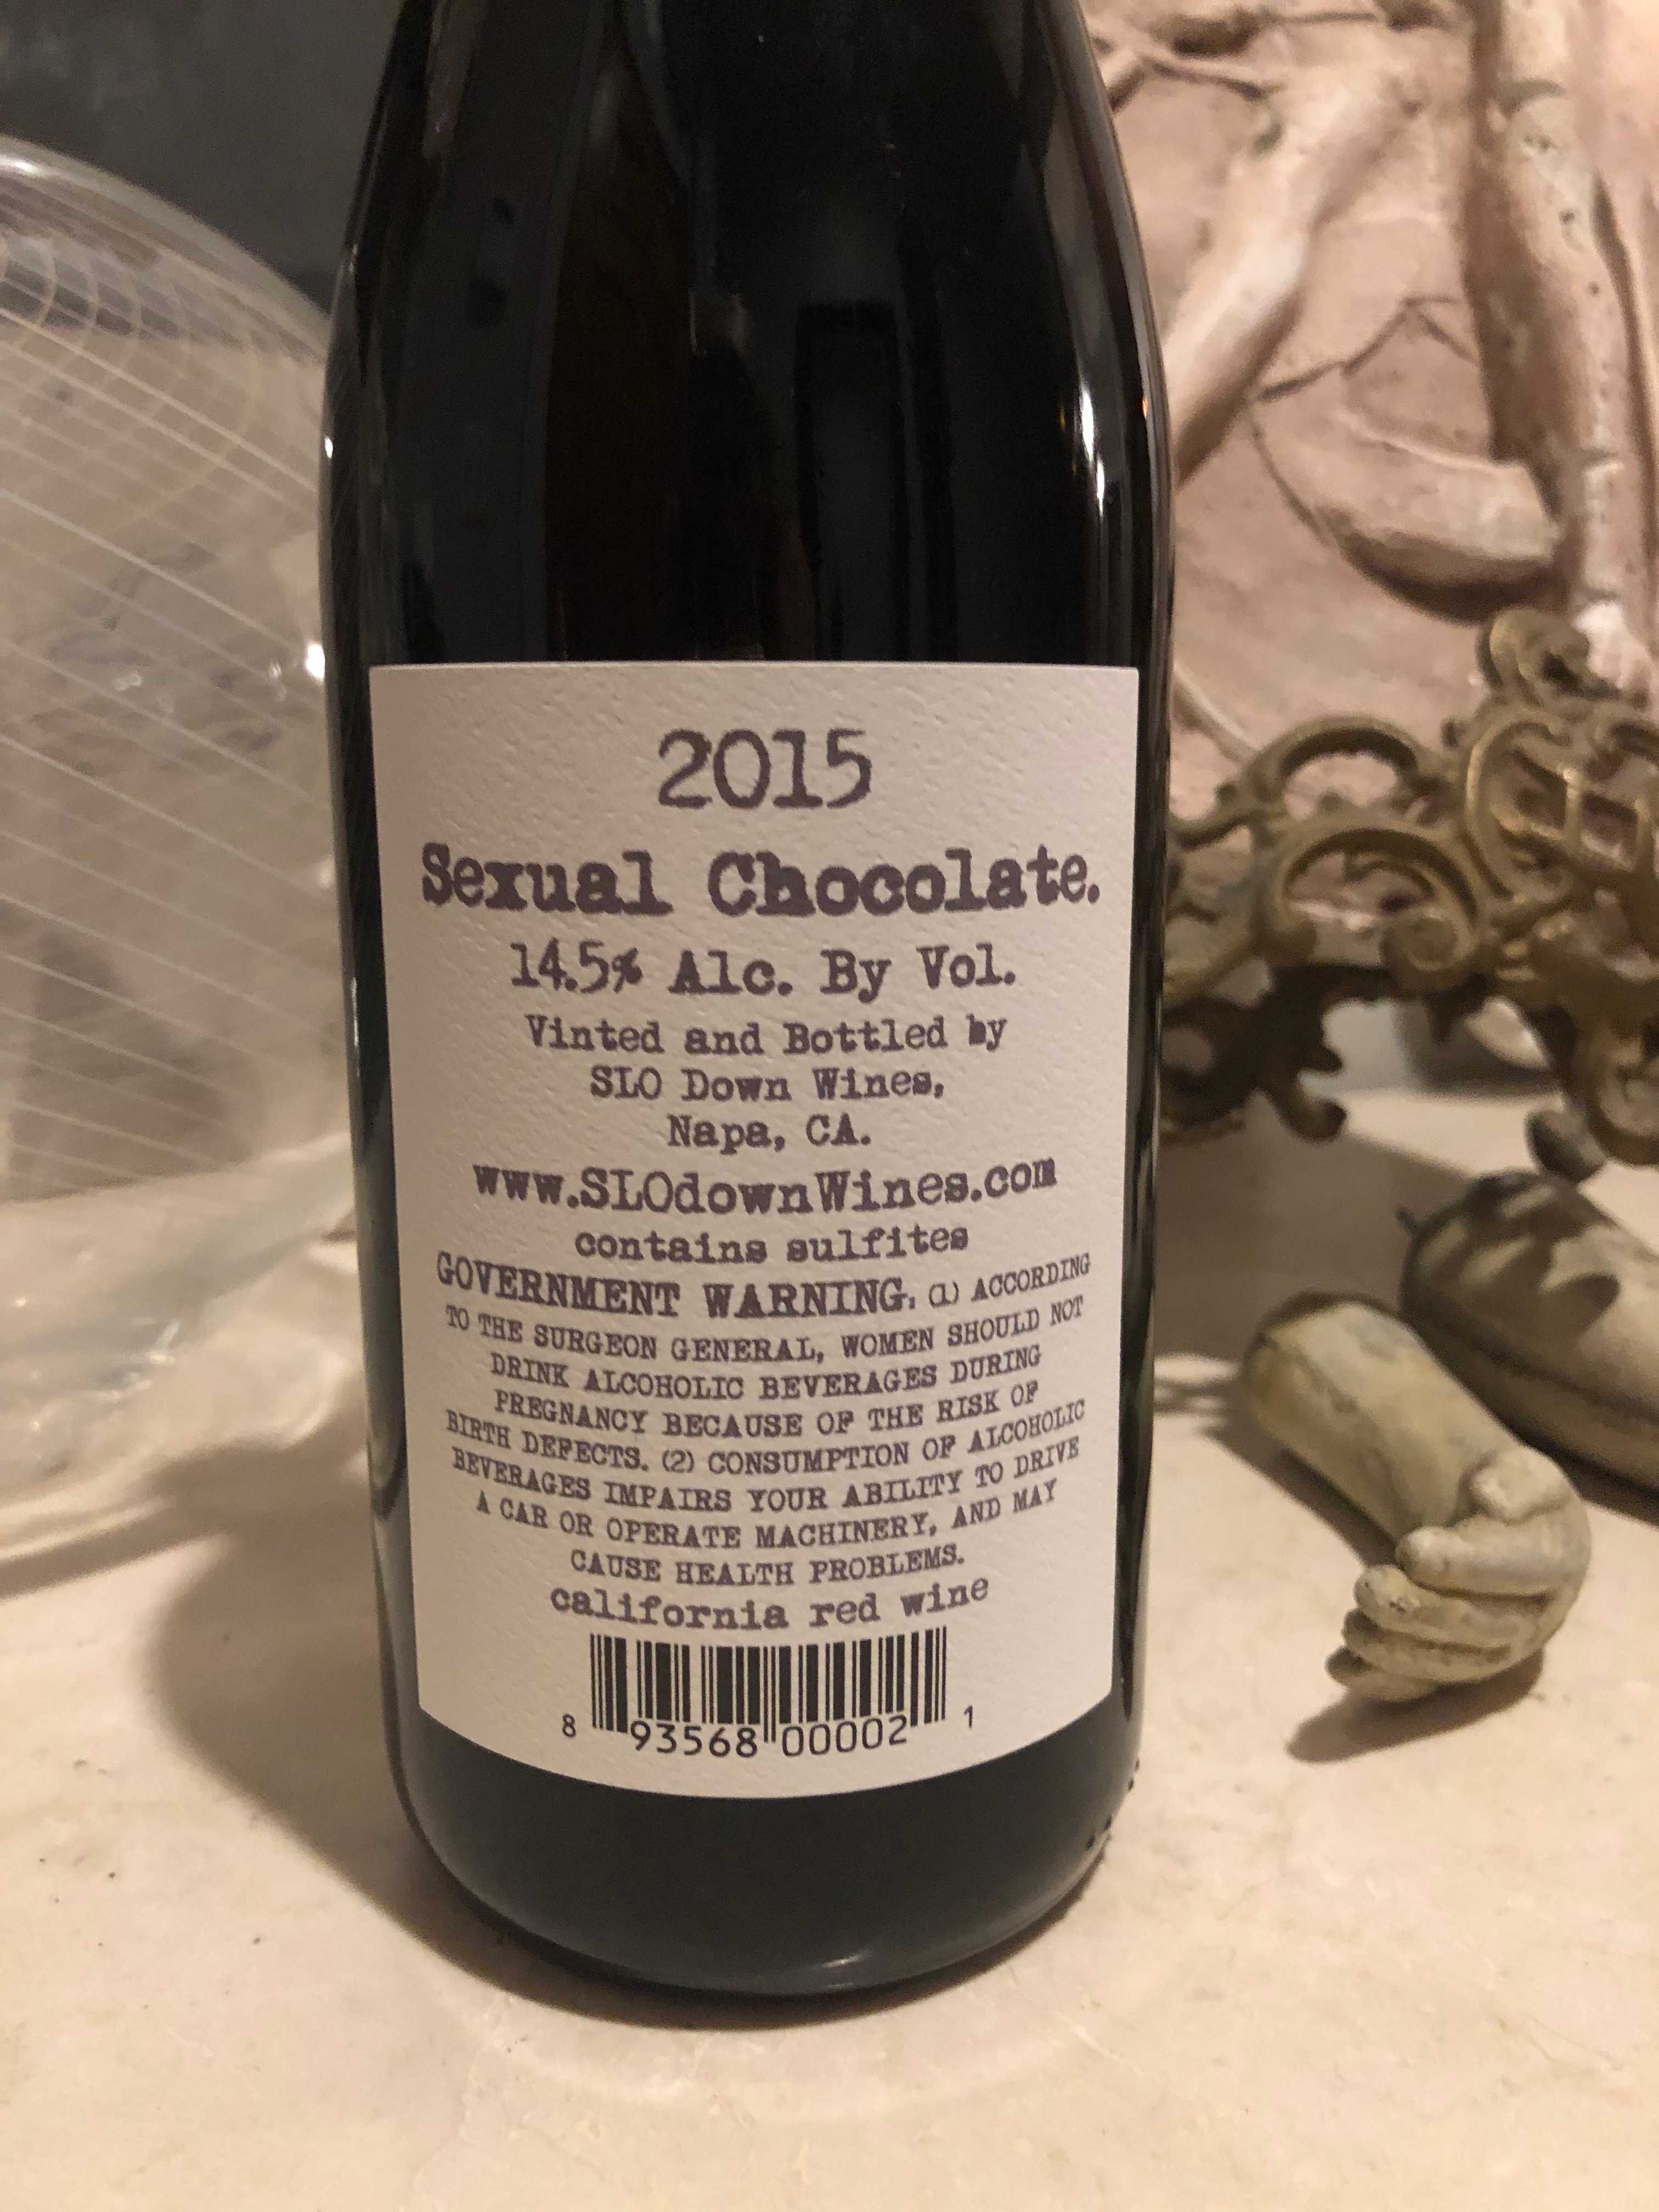 2015
Sexual Chocolate.
14.5% Alc. By Vol.
Vinted and Bottled by
SLO Down Wines,
Napa, CA.
www.SLOdownWines.com
contains sulfites
GOVERNMENT WARNING. (1) ACCORDING
TO THE SURGEON GENERAL, WOMEN SHOULD NOT
DRINK ALCOHOLIC BEVERAGES DURING
PREGNANCY BECAUSE OF THE RISK OF
BIRTH DEFECTS. (2) CONSUMPTION OF ALCOHOLIC
BEVERAGES IMPAIRS YOUR ABILITY TO DRIVE
A CAR OR OPERATE MACHINERY, AND MAY
CAUSE HEALTH PROBLEMS.
california red wine
8 93568 00002 1